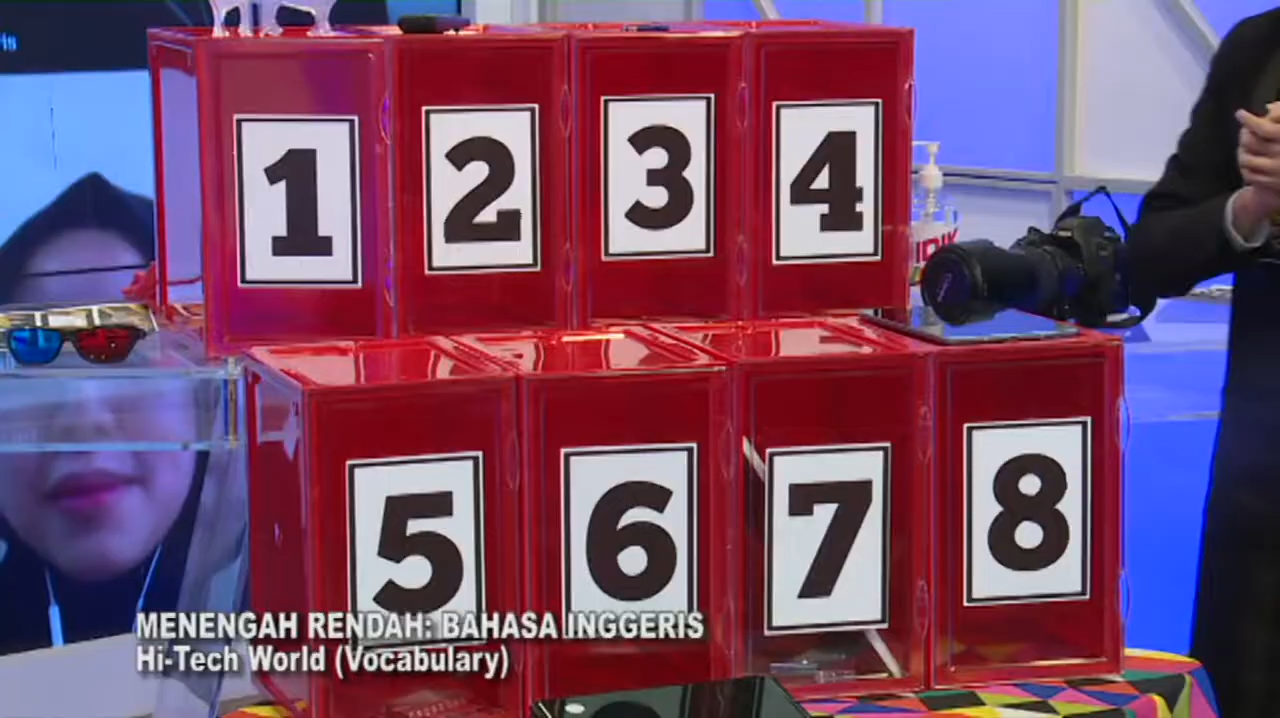 1 2 3 4
5 6 7 8
MENENGAH RENDAH: BAHASA INGGERIS
Hi-Tech World (Vocabulary)